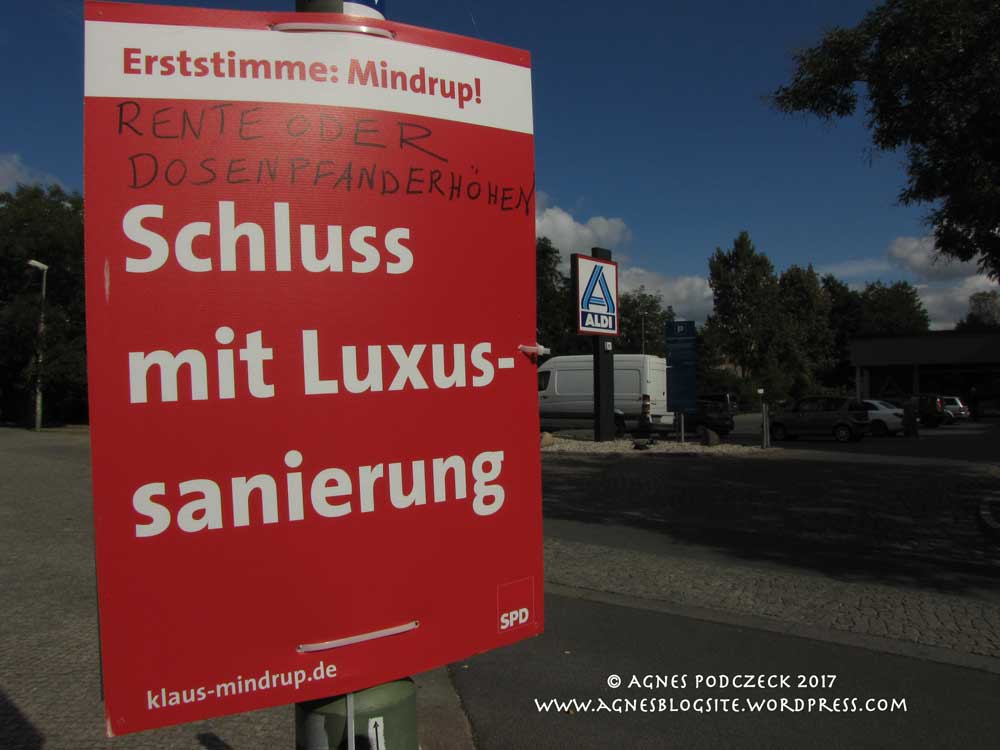 Erststimme: Mindrup!
RENTE ODER
DOSENPFANDERHÖHEN
Schluss
mit Luxus-
sanierung
SPD
klaus-mindrup.de
ALDI
P
© AGNES PODCZECK 2017
WWW.AGNESBLOGSITE.WORDPRESS.COM